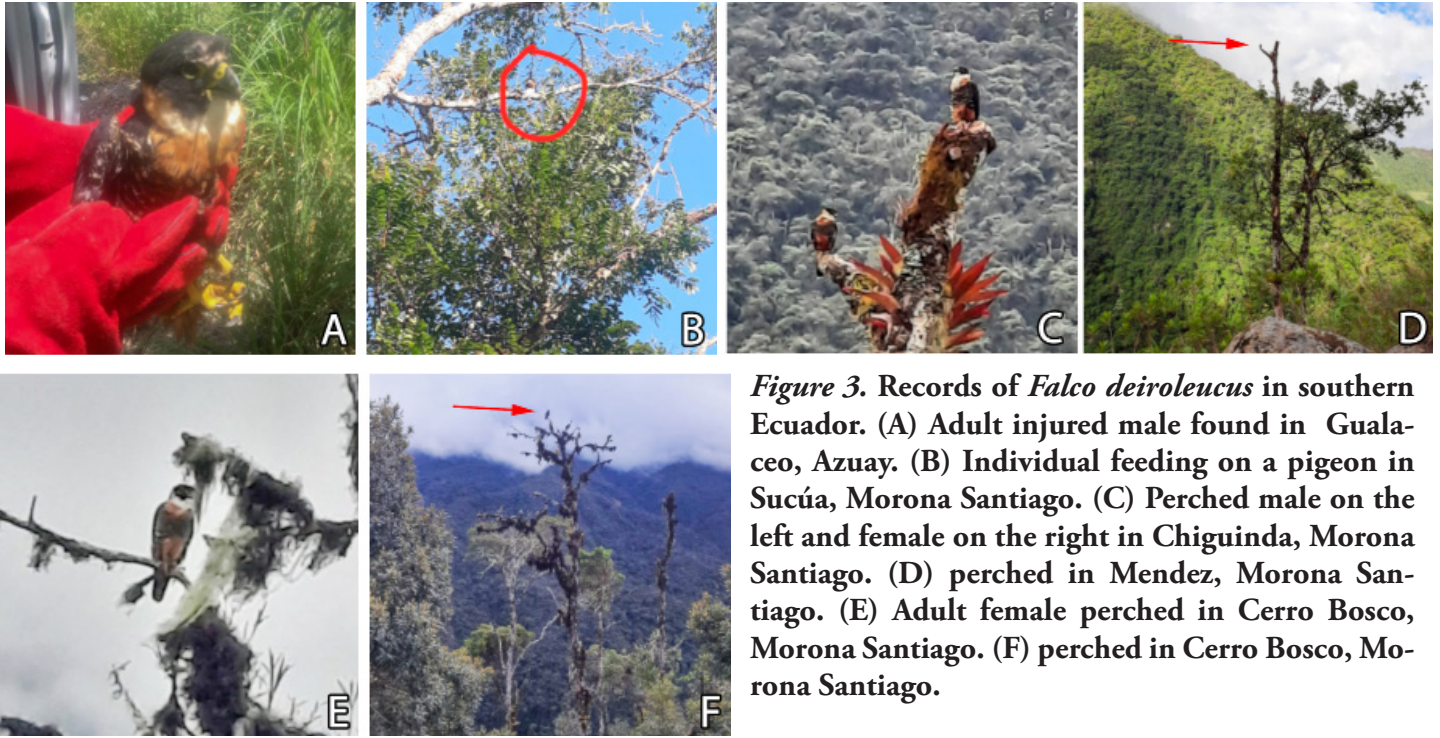 A
B
C
D
E
F
Figure 3. Records of Falco deiroleucus in southern
Ecuador. (A) Adult injured male found in Guala-
ceo, Azuay. (B) Individual feeding on a pigeon in
Sucúa, Morona Santiago. (C) Perched male on the
left and female on the right in Chiguinda, Morona
Santiago. (D) perched in Mendez, Morona San-
tiago. (E) Adult female perched in Cerro Bosco,
Morona Santiago. (F) perched in Cerro Bosco, Mo-
rona Santiago.